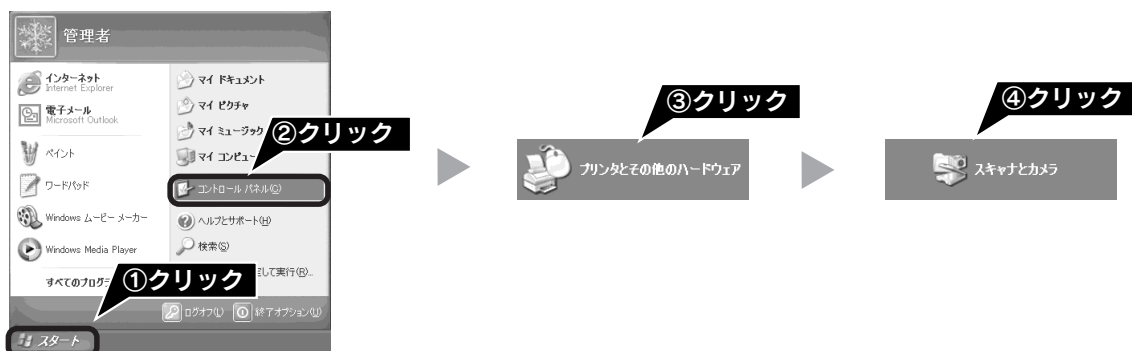 管理者
インターネット
Internet Explorer
電子メール
Microsoft Outlook
ペイント
ワードパッド
Windows ムービー メーカー
Windows Media Player
すべてのプログ
マイ ドキュメント
マイ ピクチャ
マイ ミュージック
マイ コンピュー
コントロール パネル(C)
ヘルプとサポート(H)
検索(S)
して実行(R)...
ログオフ(L)
終了オプション(U)
スタート
①クリック
②クリック
③クリック
プリンタとその他のハードウェア
④クリック
スキャナとカメラ